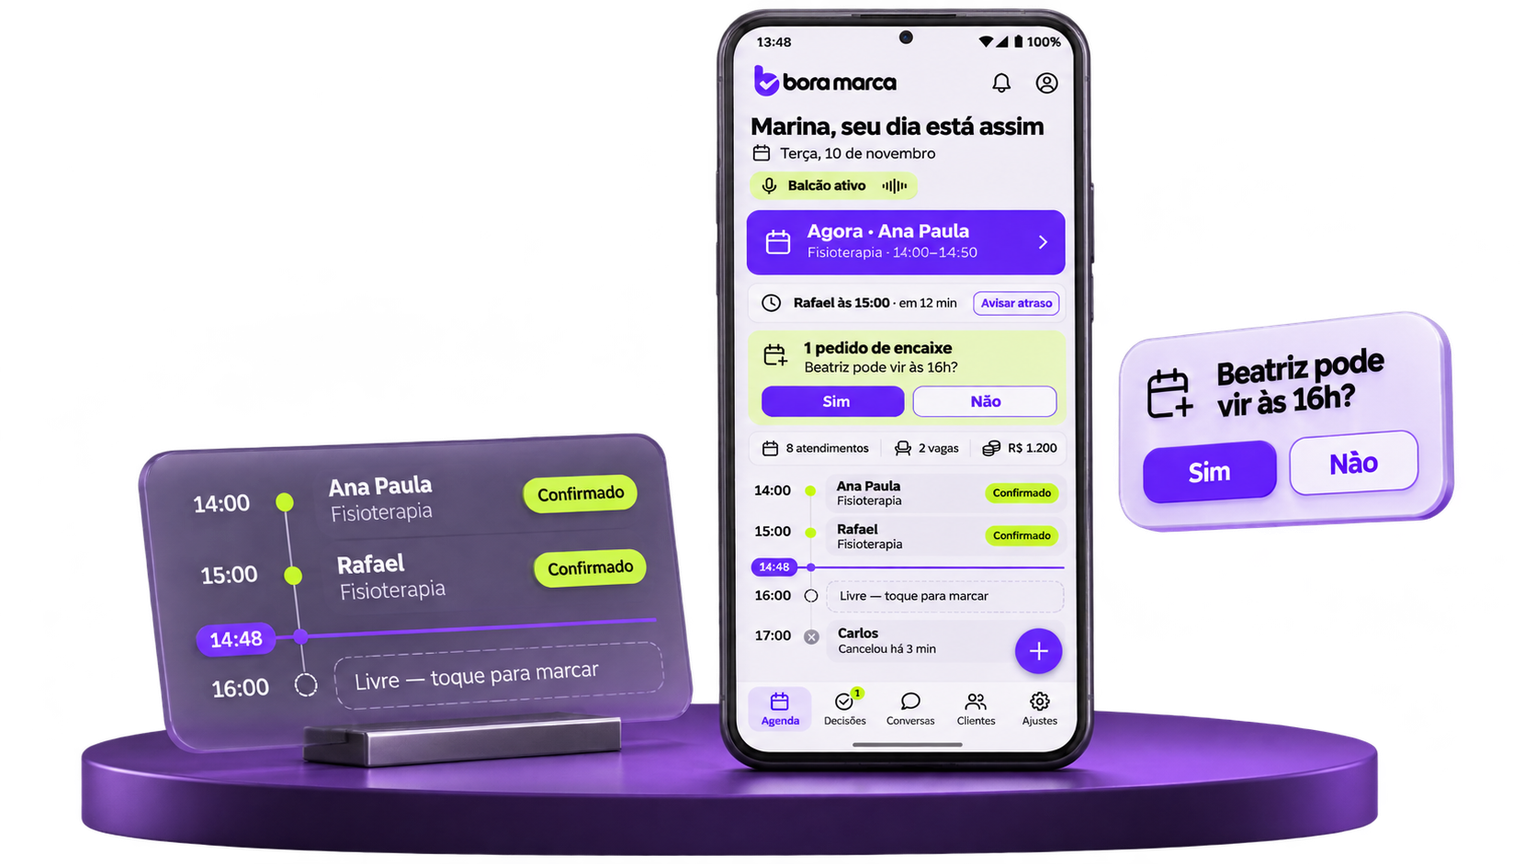 13:48
100%
bora marca
Marina, seu dia está assim
Terça, 10 de novembro
Balcão ativo
Agora • Ana Paula
Fisioterapia · 14:00–14:50
Rafael às 15:00 · em 12 min
Avisar atraso
1 pedido de encaixe
Beatriz pode vir às 16h?
Sim
Não
8 atendimentos
2 vagas
R$ 1.200
14:00
Ana Paula
Fisioterapia
Confirmado
15:00
Rafael
Fisioterapia
Confirmado
14:48
16:00
Livre — toque para marcar
17:00
Carlos
Cancelou há 3 min
Agenda
1
Decisões
Conversas
Clientes
Ajustes
14:00
Ana Paula
Fisioterapia
Confirmado
15:00
Rafael
Fisioterapia
Confirmado
14:48
16:00
Livre — toque para marcar
Beatriz pode
vir às 16h?
Sim
Nào